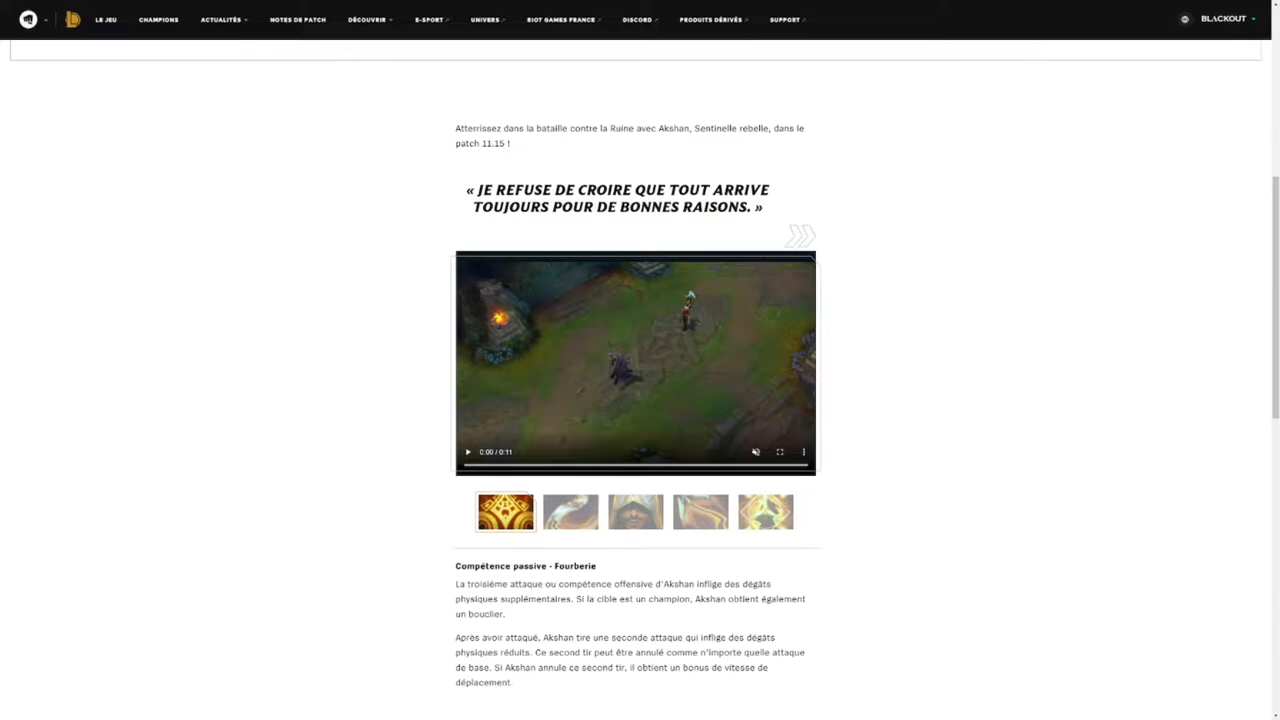 LE JEU CHAMPIONS ACTUALITÉS NOTES DE PATCH DÉCOUVRIR E-SPORT UNIVERS RIOT GAMES FRANCE DISCORD PRODUITS DÉRIVÉS SUPPORT BLACKOUT
Atterrissez dans la bataille contre la Ruine avec Akshan, Sentinelle rebelle, dans le
patch 11.15 !
« JE REFUSE DE CROIRE QUE TOUT ARRIVE
TOUJOURS POUR DE BONNES RAISONS. »
0:00 / 0:11
Compétence passive - Fourberie
La troisième attaque ou compétence offensive d'Akshan inflige des dégâts
physiques supplémentaires. Si la cible est un champion, Akshan obtient également
un bouclier.
Après avoir attaqué, Akshan tire une seconde attaque qui inflige des dégâts
physiques réduits. Ce second tir peut être annulé comme n'importe quelle attaque
de base. Si Akshan annule ce second tir, il obtient un bonus de vitesse de
déplacement.